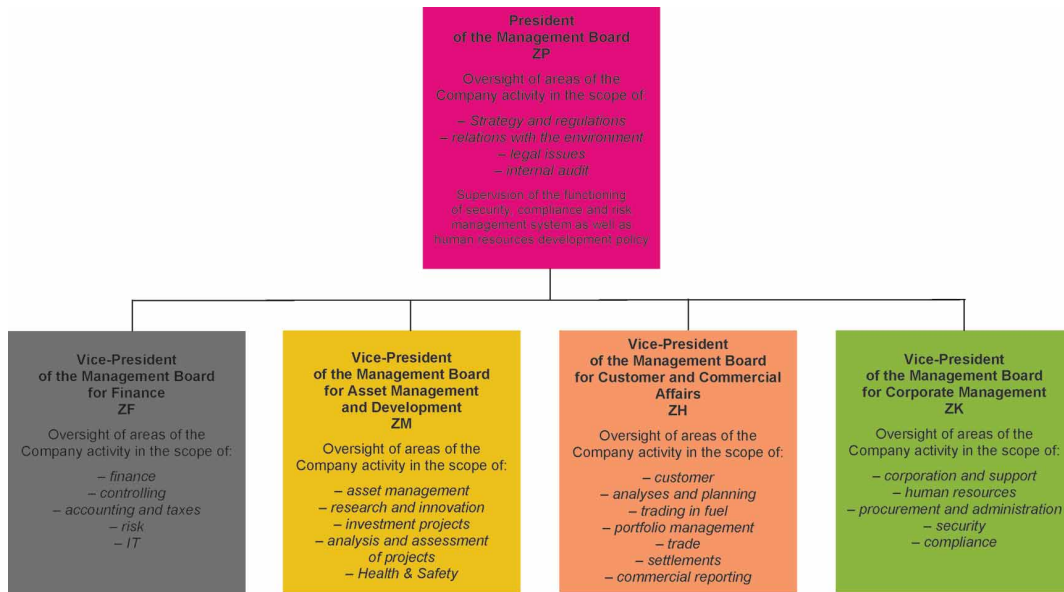 President
of the Management Board
ZP
Oversight of areas of the
Company activity in the scope of:
– Strategy and regulations
– relations with the environment
– legal issues
– internal audit
Supervision of the functioning
of security, compliance and risk
management system as well as
human resources development policy
Vice-President
of the Management Board
for Finance
ZF
Oversight of areas of the
Company activity in the scope of:
– finance
– controlling
– accounting and taxes
– risk
– IT
Vice-President
of the Management Board
for Asset Management
and Development
ZM
Oversight of areas of the
Company activity in the scope of:
– asset management
– research and innovation
– investment projects
– analysis and assessment
of projects
– Health & Safety
Vice-President
of the Management Board
for Customer and Commercial
Affairs
ZH
Oversight of areas of the
Company activity in the scope of:
– customer
– analyses and planning
– trading in fuel
– portfolio management
– trade
– settlements
– commercial reporting
Vice-President
of the Management Board
for Corporate Management
ZK
Oversight of areas of the
Company activity in the scope of:
– corporation and support
– human resources
– procurement and administration
– security
– compliance